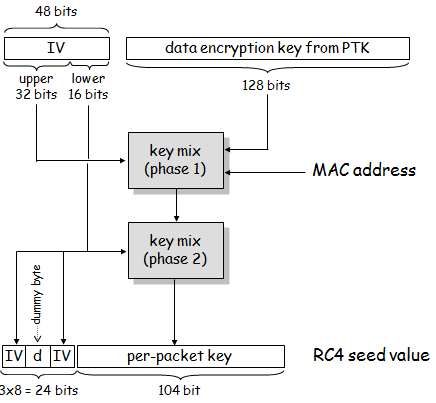 48 bits
IV
data encryption key from PTK
upper
32 bits
lower
16 bits
128 bits
key mix
(phase 1)
MAC address
key mix
(phase 2)
dummy byte
IV
d
IV
per-packet key
RC4 seed value
3x8 = 24 bits
104 bit